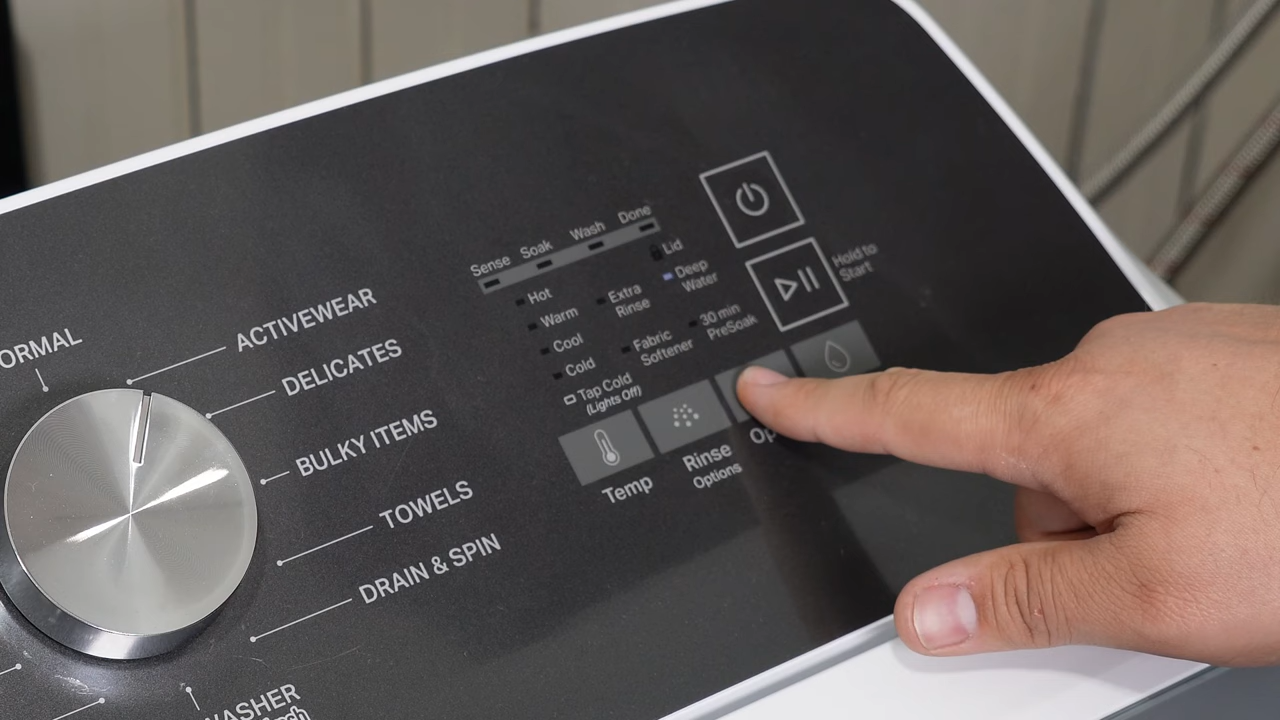 ORMAL
ACTIVEWEAR
DELICATES
BULKY ITEMS
TOWELS
DRAIN & SPIN
WASHER
Sense Soak Wash Done
Lid
Hot
Warm
Cool
Cold
Tap Cold
(Lights Off)
Extra
Rinse
Fabric
Softener
Deep
Water
30 min
PreSoak
Hold to
Start
Temp
Rinse
Options
Op